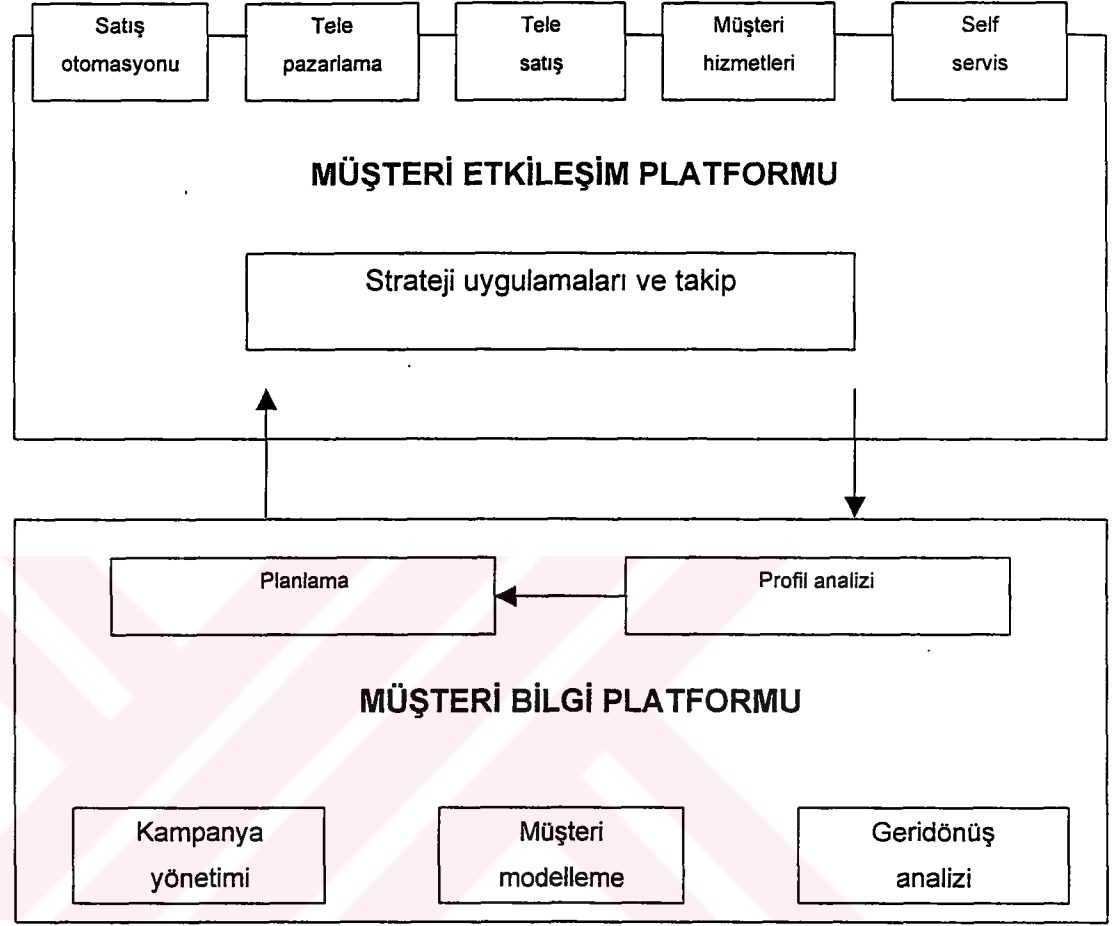 Satış
otomasyonu
Tele
pazarlama
Tele
satış
Müşteri
hizmetleri
Self
servis
MÜŞTERİ ETKİLEŞİM PLATFORMU
Strateji uygulamaları ve takip
Planlama
Profil analizi
MÜŞTERİ BİLGİ PLATFORMU
Kampanya
yönetimi
Müşteri
modelleme
Geridönüş
analizi